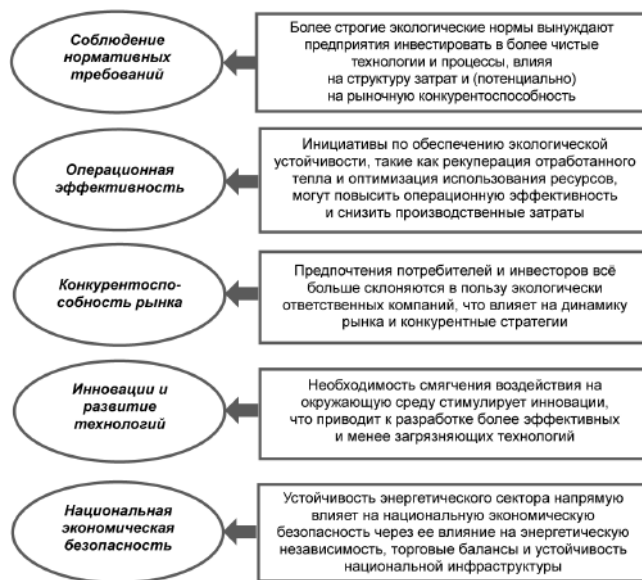 Соблюдение
нормативных
требований
Более строгие экологические нормы вынуждают
предприятия инвестировать в более чистые
технологии и процессы, влияя
на структуру затрат и (потенциально)
на рыночную конкурентоспособность
Операционная
эффективность
Инициативы по обеспечению экологической
устойчивости, такие как рекуперация отработанного
тепла и оптимизация использования ресурсов,
могут повысить операционную эффективность
и снизить производственные затраты
Конкурентоспо-
собность рынка
Предпочтения потребителей и инвесторов всё
больше склоняются в пользу экологически
ответственных компаний, что влияет на динамику
рынка и конкурентные стратегии
Инновации и
развитие
технологий
Необходимость смягчения воздействия на
окружающую среду стимулирует инновации,
что приводит к разработке более эффективных
и менее загрязняющих технологий
Национальная
экономическая
безопасность
Устойчивость энергетического сектора напрямую
влияет на национальную экономическую
безопасность через ее влияние на энергетическую
независимость, торговые балансы и устойчивость
национальной инфраструктуры